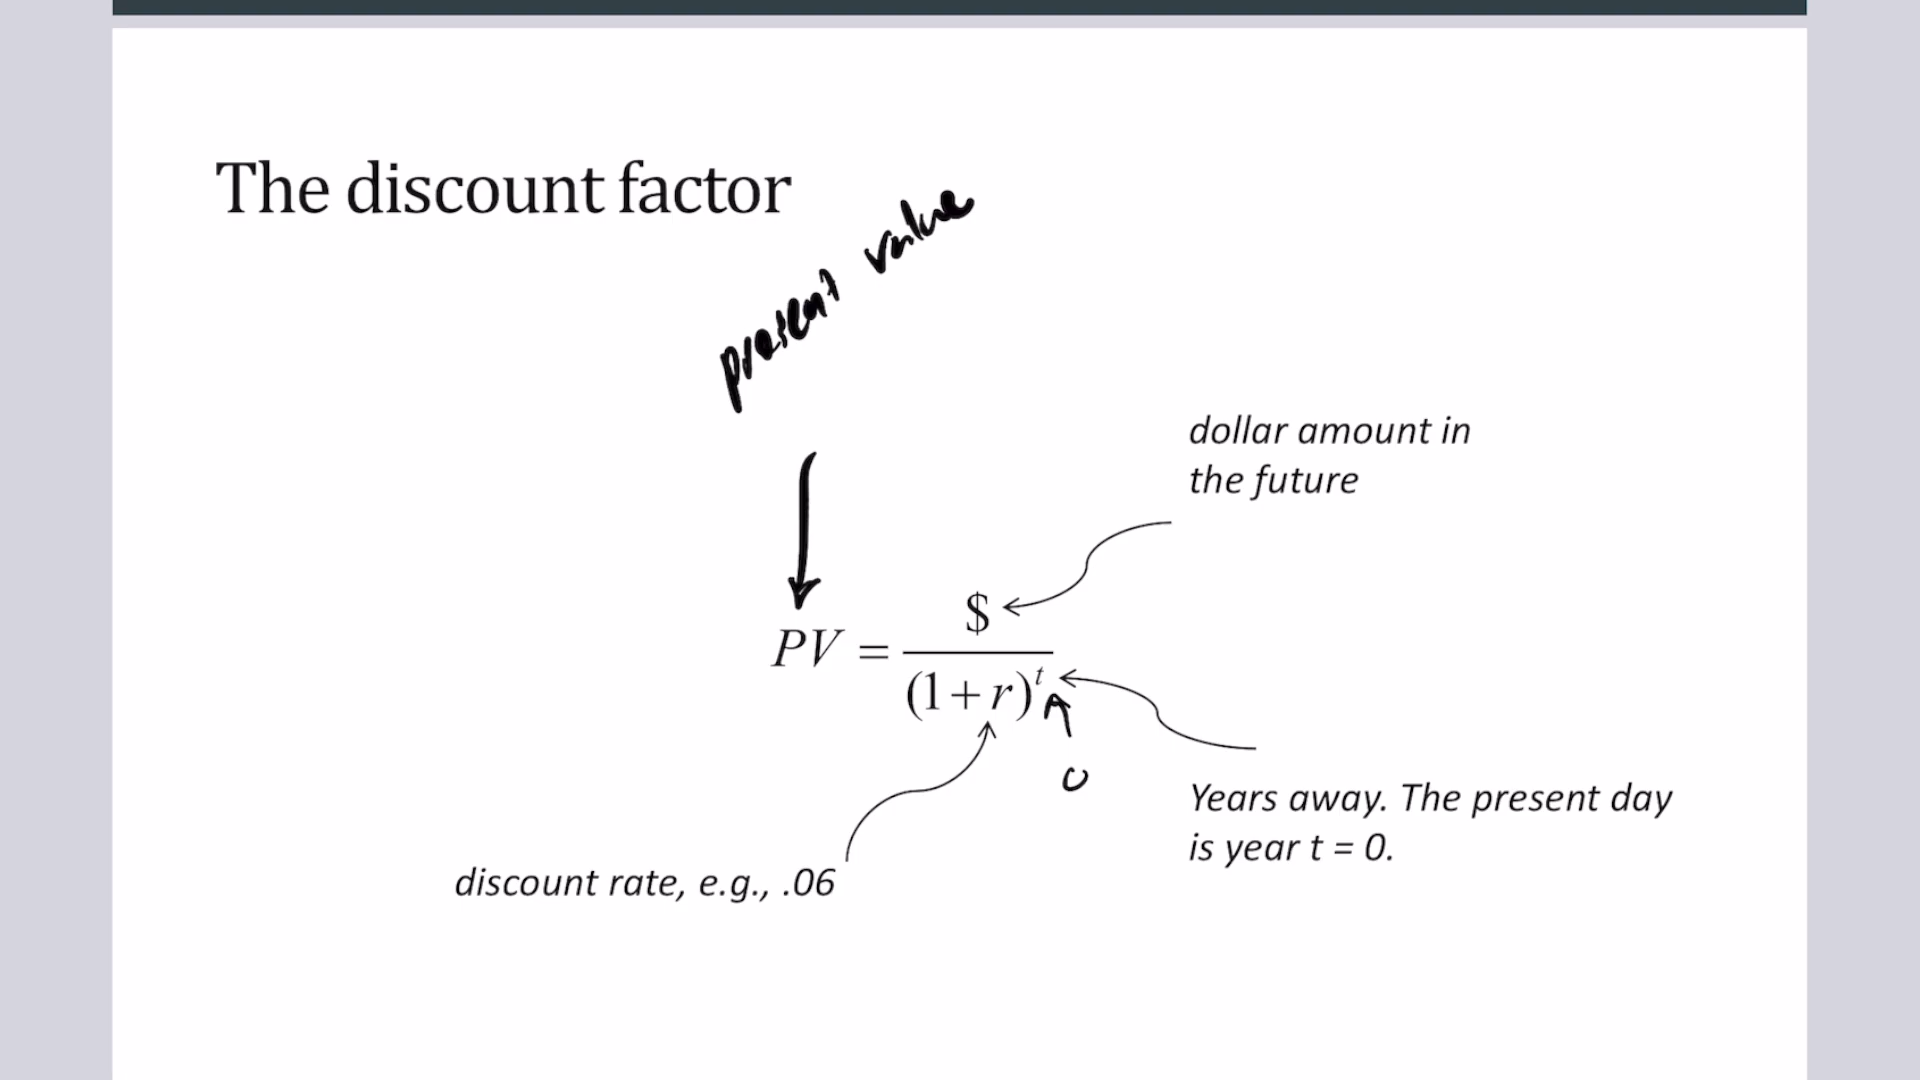 The discount factor
present value
dollar amount in
the future
PV = $ / (1+r)^t
0
Years away. The present day
is year t = 0.
discount rate, e.g., .06